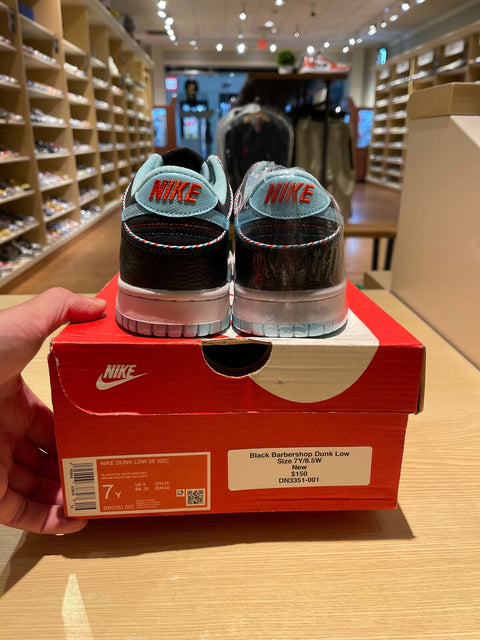 NIKE
NIKE
NIKE
NIKE DUNK LOW SE (GS)
7 Y
DN3351 001
Black Barbershop Dunk Low
Size 7Y/8.5W
New
$150
DN3351-001